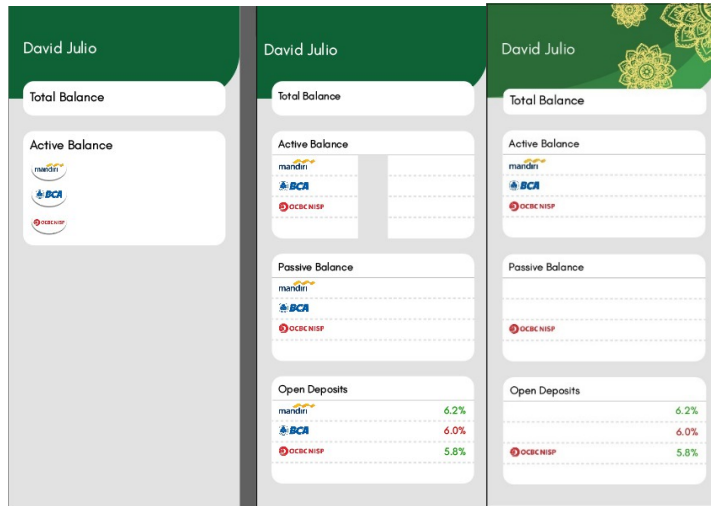 David Julio
Total Balance
Active Balance
mandiri
BCA
OCBC NISP
David Julio
Total Balance
Active Balance
mandiri
BCA
OCBC NISP
Passive Balance
mandiri
BCA
OCBC NISP
Open Deposits
mandiri 6.2%
BCA 6.0%
OCBC NISP 5.8%
David Julio
Total Balance
Active Balance
mandiri
BCA
OCBC NISP
Passive Balance
OCBC NISP
Open Deposits
6.2%
6.0%
OCBC NISP 5.8%